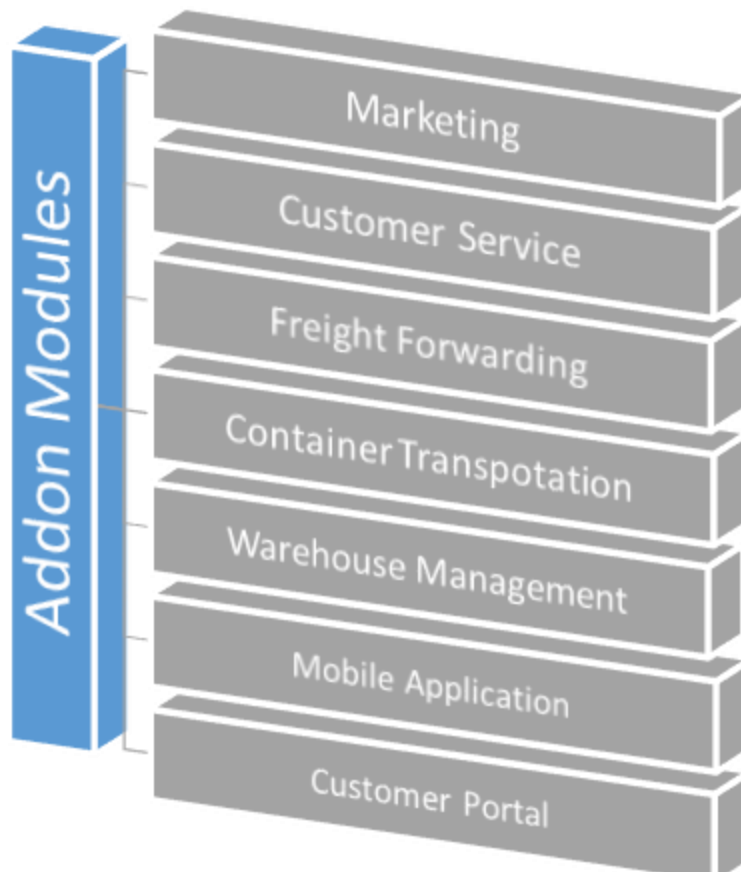 Addon Modules
Marketing
Customer Service
Freight Forwarding
Container Transpotation
Warehouse Management
Mobile Application
Customer Portal